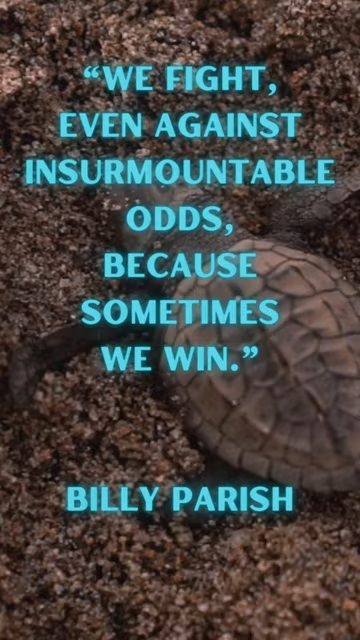 “WE FIGHT,
EVEN AGAINST
INSURMOUNTABLE
ODDS,
BECAUSE
SOMETIMES
WE WIN.”
BILLY PARISH